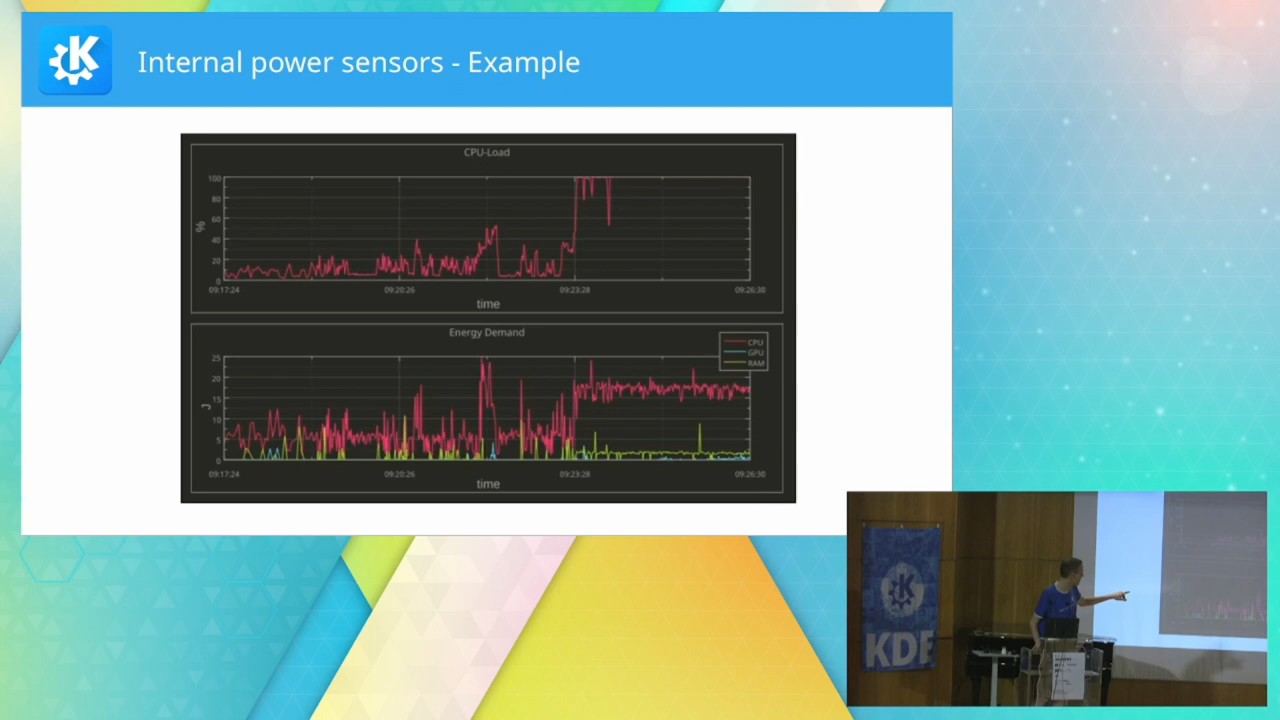 Internal power sensors - Example
CPU-Load
100
80
60
40
20
0
%
09:17:24
09:20:26
09:23:28
09:26:30
time
Energy Demand
CPU
GPU
RAM
25
20
15
10
5
0
J
09:17:24
09:20:26
09:23:28
09:26:30
time
KDE